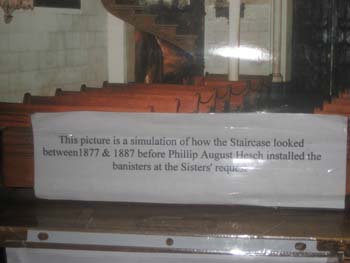 This picture is a simulation of how the Staircase looked
between1877 & 1887 before Phillip August Hesch installed the
banisters at the Sisters' reque